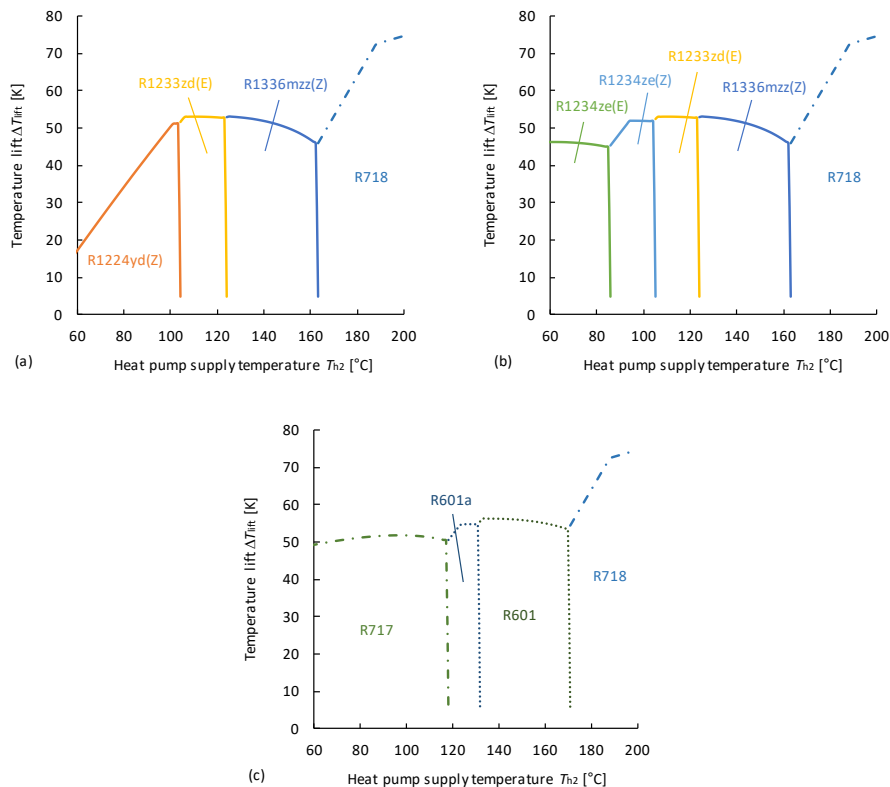 80
70
60
50
40
30
20
10
0
Temperature lift ΔTlift [K]
R1233zd(E)
R1336mzz(Z)
R718
R1224yd(Z)
60 80 100 120 140 160 180 200
(a)
Heat pump supply temperature Th2 [°C]
80
70
60
50
40
30
20
10
0
Temperature lift ΔTlift [K]
R1233zd(E)
R1234ze(Z)
R1234ze(E)
R1336mzz(Z)
R718
60 80 100 120 140 160 180 200
(b)
Heat pump supply temperature Th2 [°C]
80
70
60
50
40
30
20
10
0
Temperature lift ΔTlift [K]
R601a
R718
R601
R717
60 80 100 120 140 160 180 200
(c)
Heat pump supply temperature Th2 [°C]